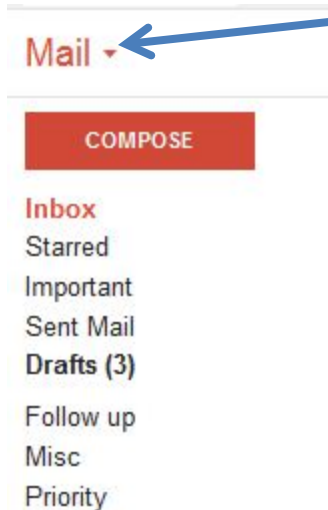 Mail
COMPOSE
Inbox
Starred
Important
Sent Mail
Drafts (3)
Follow up
Misc
Priority